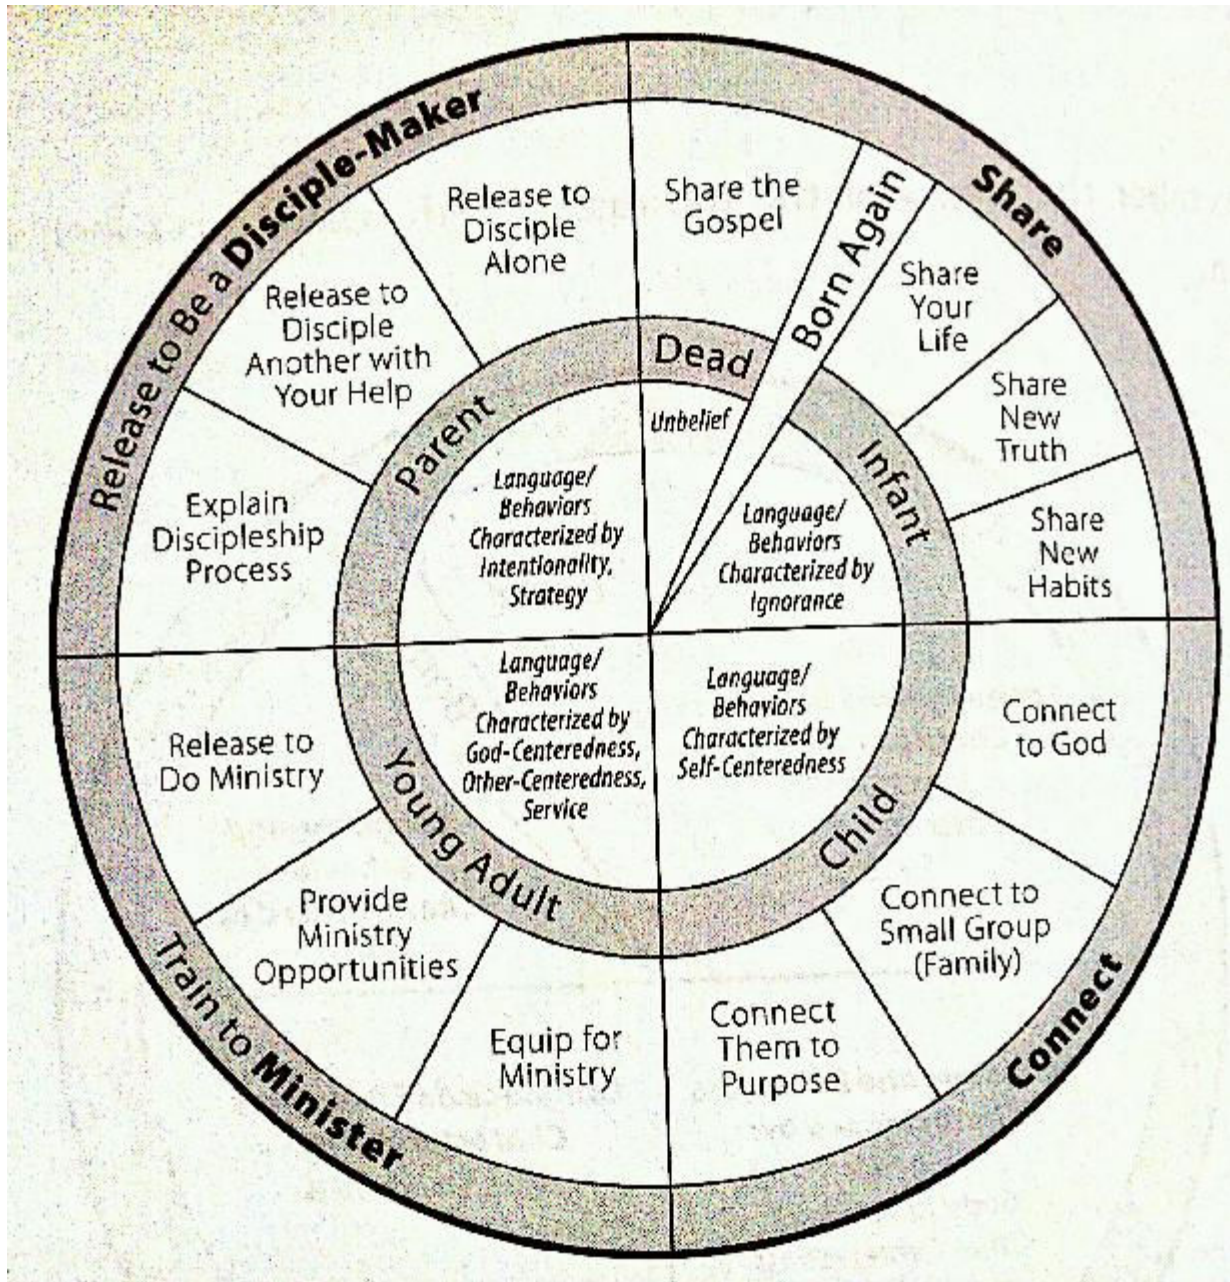 Share
Share the
Gospel
Born Again
Share
Your
Life
Share
New
Truth
Share
New
Habits
Dead
Unbelief
Infant
Language/
Behaviors
Characterized by
Ignorance
Connect
Connect
to God
Connect to
Small Group
(Family)
Connect
Them to
Purpose
Child
Language/
Behaviors
Characterized by
Self-Centeredness
Train to Minister
Equip for
Ministry
Provide
Ministry
Opportunities
Release to
Do Ministry
Young Adult
Language/
Behaviors
Characterized by
God-Centeredness,
Other-Centeredness,
Service
Release to Be a Disciple-Maker
Explain
Discipleship
Process
Release to
Disciple
Another with
Your Help
Release to
Disciple
Alone
Parent
Language/
Behaviors
Characterized by
Intentionality,
Strategy